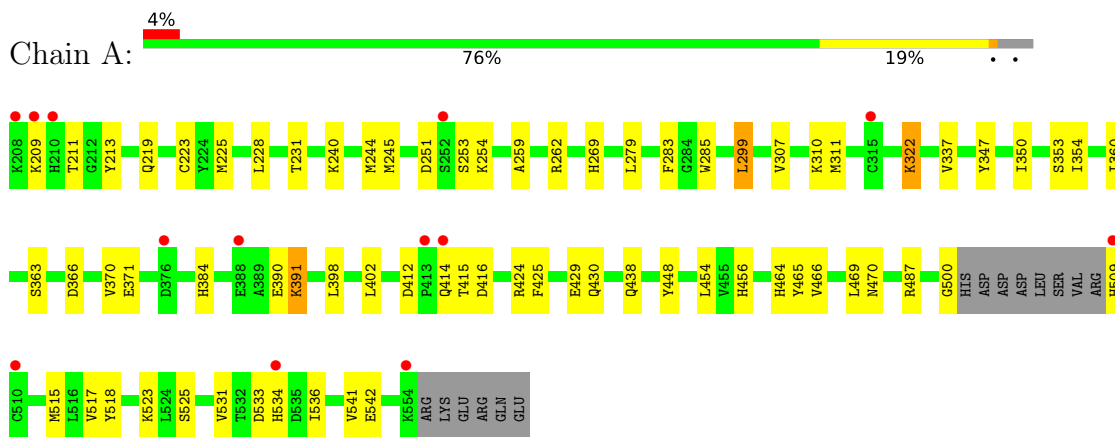 4%
Chain A:
76% 19% • •
K208 K209 H210 T211 G212 Y213 Q219 C223 Y224 M225 L228 T231 K240 M244 M245 D251 S252 S253 K254 A259 R262 H269 L279 F283 G284 W285 L299 V307 K310 M311 C315 K322 V337 Y347 I350 S353 I354 I360
S363 D366 V370 E371 D376 H384 E388 A389 E390 K391 L398 L402 D412 P413 Q414 T415 D416 R424 F425 E429 Q430 Q438 Y448 L454 V455 H456 H464 Y465 V466 L469 N470 R487 G500 HIS ASP ASP ASP LEU SER VAL ARG H509
C510 M515 L516 V517 Y518 K523 L524 S525 V531 T532 D533 H534 D535 I536 V541 E542 K554 ARG LYS GLU ARG GLN GLU